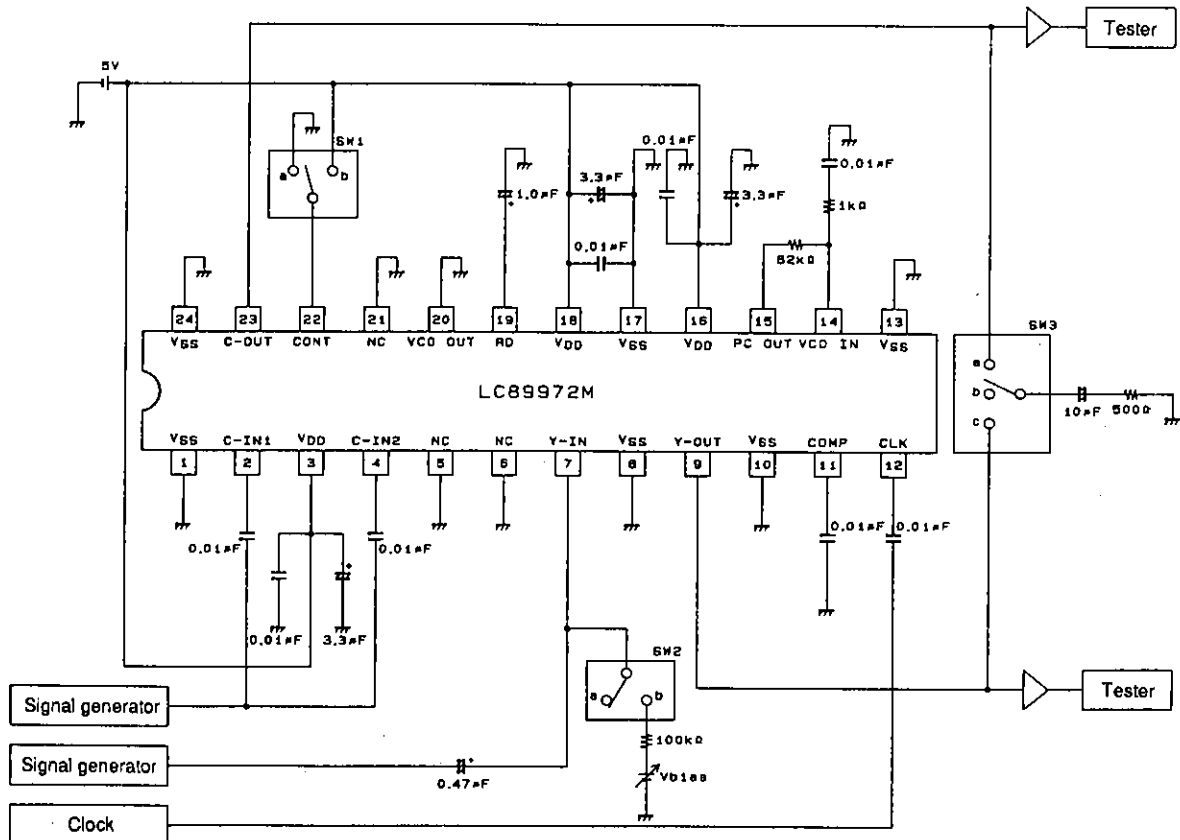 Tester
5V
SW1
a
b
0.01μF
0.01μF
1.0μF
3.3μF
3.3μF
1kΩ
0.01μF
82kΩ
24 23 22 21 20 19 18 17 16 15 14 13
VSS C-OUT CONT NC VCO OUT RD VDD VSS VDD PC OUT VCO IN VSS
SW3
a
b
c
10μF
500Ω
LC89972M
VSS C-IN1 VDD C-IN2 NC NC Y-IN VSS Y-OUT VSS COMP CLK
1 2 3 4 5 6 7 8 9 10 11 12
0.01μF
0.01μF
0.01μF
0.01μF
0.01μF
3.3μF
SW2
a
b
Signal generator
Tester
100kΩ
Signal generator
0.47μF
Vbias
Clock